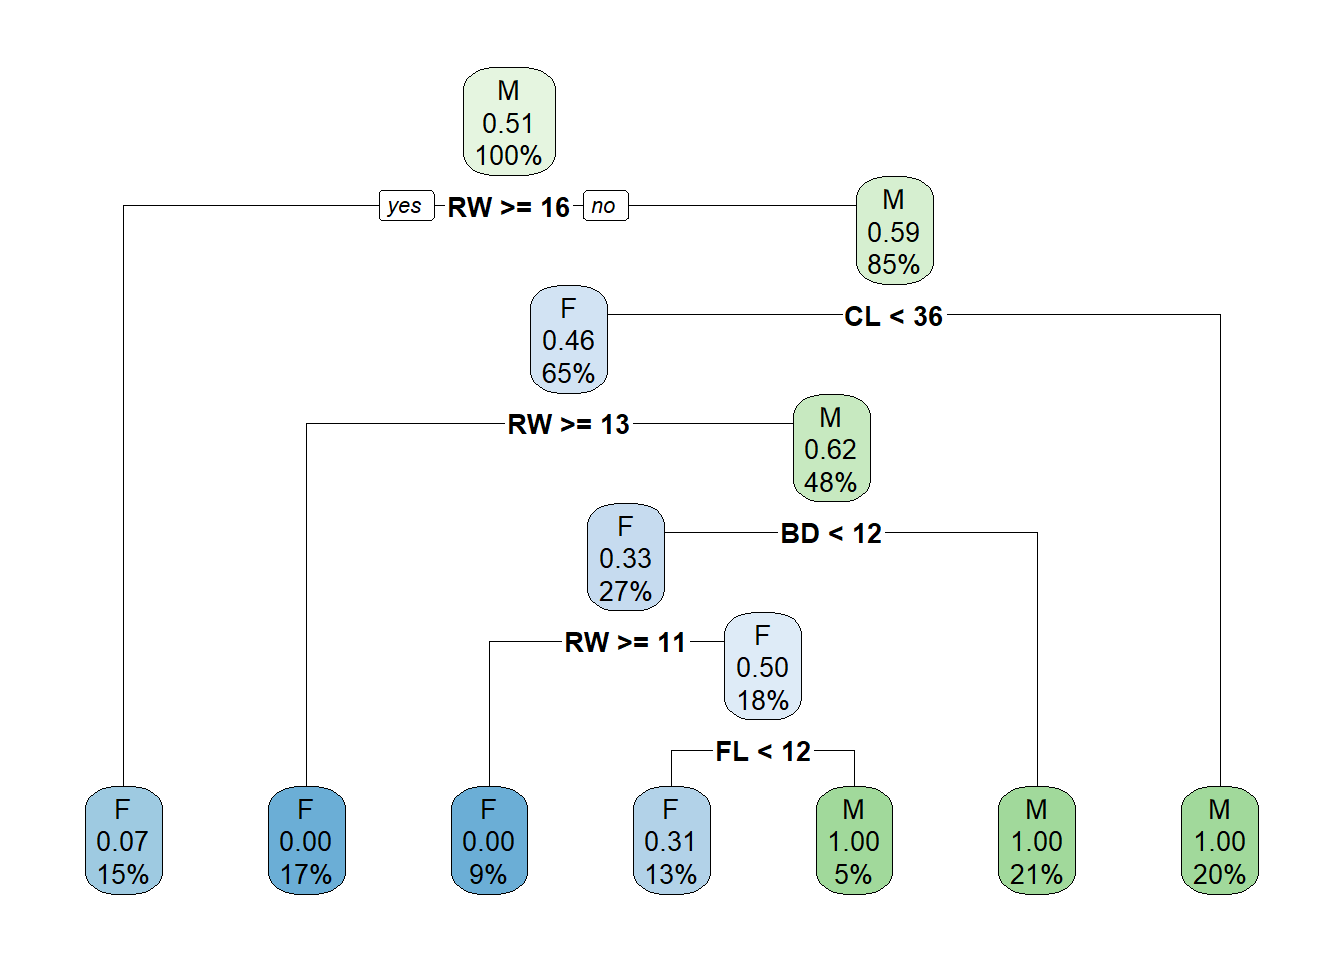 M
0.51
100%
yes RW >= 16 no
M
0.59
85%
CL < 36
F
0.46
65%
RW >= 13
M
0.62
48%
BD < 12
F
0.33
27%
RW >= 11
F
0.50
18%
FL < 12
F
0.07
15%
F
0.00
17%
F
0.00
9%
F
0.31
13%
M
1.00
5%
M
1.00
21%
M
1.00
20%